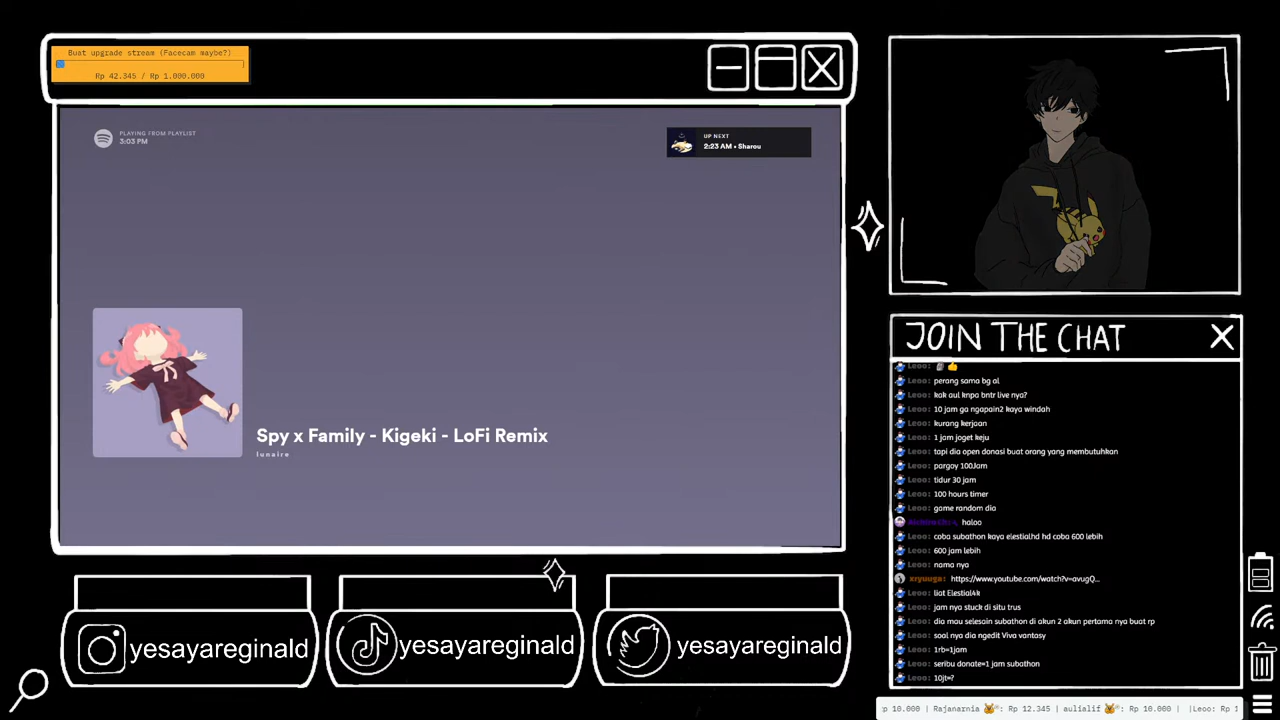 Buat upgrade stream (Facecam maybe?)
Rp 42.345 / Rp 1.000.000
PLAYING FROM PLAYLIST
3:03 PM
UP NEXT
2:23 AM • Sharou
Spy x Family - Kigeki - LoFi Remix
lunaire
yesayareginald
yesayareginald
yesayareginald
JOIN THE CHAT
Leoo: 🗿👍
Leoo: perang sama bg al
Leoo: kak aul knpa bntr live nya?
Leoo: 10 jam ga ngapain2 kaya windah
Leoo: kurang kerjaan
Leoo: 1 jam joget keju
Leoo: tapi dia open donasi buat orang yang membutuhkan
Leoo: pargoy 100Jam
Leoo: tidur 30 jam
Leoo: 100 hours timer
Leoo: game random dia
haloo
Leoo: coba subathon kaya elestial.hd hd coba 600 lebih
Leoo: 600 jam lebih
Leoo: nama nya
xryuuga: https://www.youtube.com/watch?v=avugQ...
Leoo: liat Elestial4k
Leoo: jam nya stuck di situ trus
Leoo: dia mau selesain subathon di akun 2 akun pertama nya buat rp
Leoo: soal nya dia ngedit Viva vantasy
Leoo: 1rb=1jam
Leoo: seribu donate=1 jam subathon
Leoo: 10jt=?
Rp 10.000 | Rajanarnia 🐯: Rp 12.345 | aulialif 🐯: Rp 10.000 | |Leoo: Rp 1